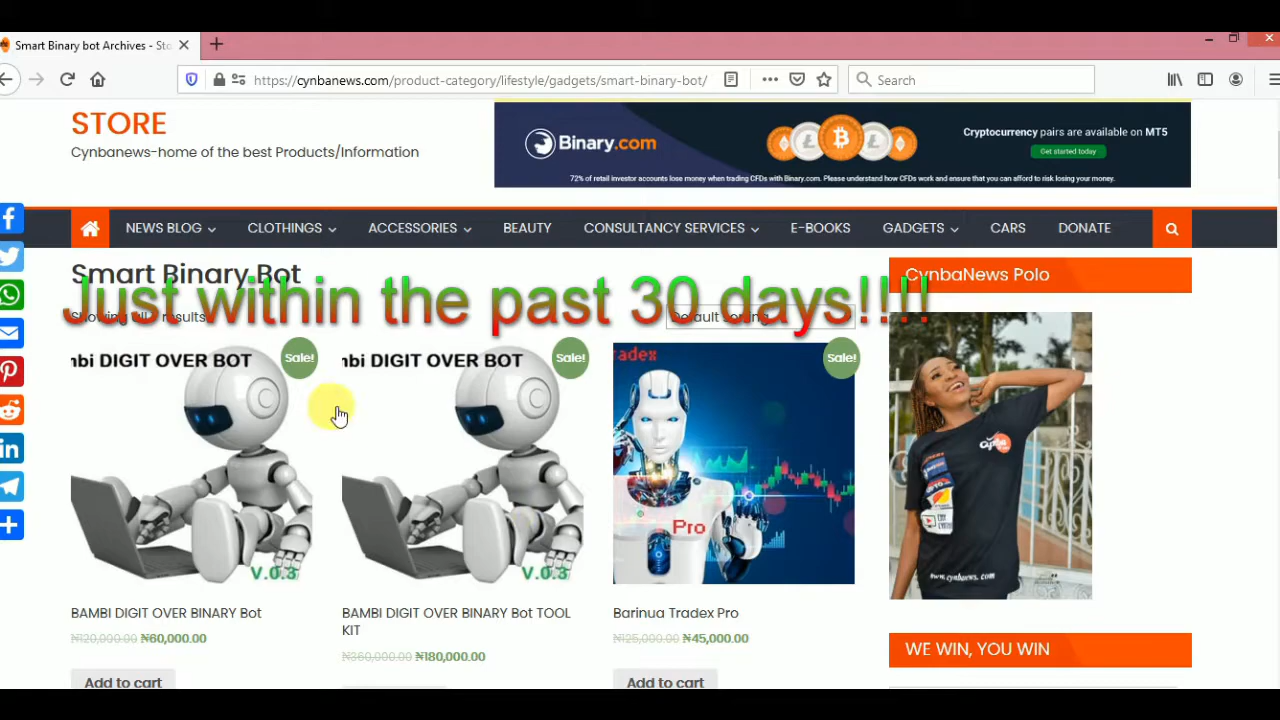 Smart Binary bot Archives - Sto
https://cynbanews.com/product-category/lifestyle/gadgets/smart-binary-bot/
Search
STORE
Cynbanews-home of the best Products/Information
Binary.com
Cryptocurrency pairs are available on MT5
Get started today
72% of retail investor accounts lose money when trading CFDs with Binary.com. Please understand how CFDs work and ensure that you can afford to risk losing your money.
NEWS BLOG CLOTHINGS ACCESSORIES BEAUTY CONSULTANCY SERVICES E-BOOKS GADGETS CARS DONATE
Smart Binary Bot
CynbaNews Polo
Just within the past 30 days!!!!
Showing all results
Default sorting
mbi DIGIT OVER BOT
Sale!
V.0.3
mbi DIGIT OVER BOT
Sale!
V.0.3
radex
Sale!
Pro
Cynba
www.cynbanews.com
BAMBI DIGIT OVER BINARY Bot
₦120,000.00 ₦60,000.00
Add to cart
BAMBI DIGIT OVER BINARY Bot TOOL
KIT
₦360,000.00 ₦180,000.00
Barinua Tradex Pro
₦125,000.00 ₦45,000.00
Add to cart
WE WIN, YOU WIN